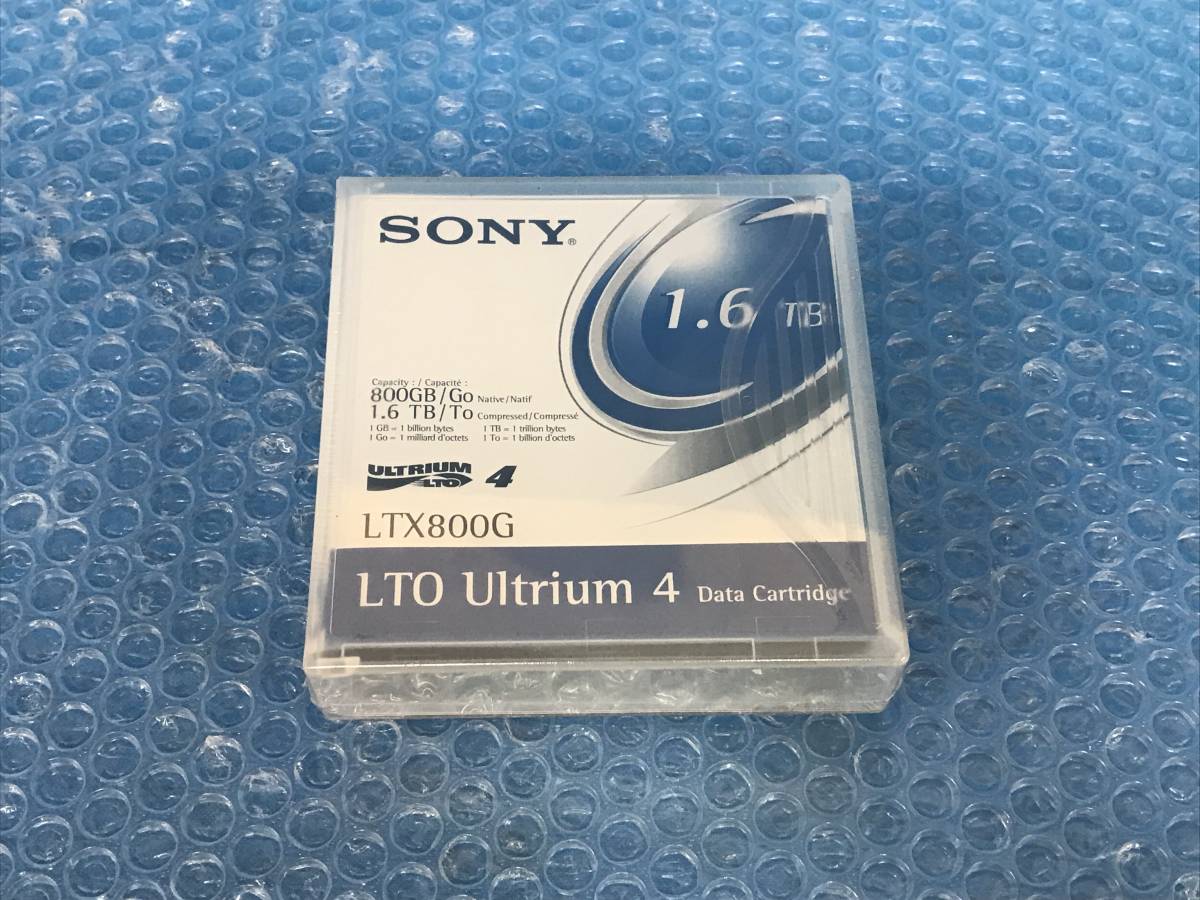 SONY®
1.6 TB
Capacity : / Capacité :
800GB/Go Native/Natif
1.6 TB/To Compressed/Compressé
1 GB = 1 billion bytes 1 TB = 1 trillion bytes
1 Go = 1 milliard d'octets 1 To = 1 billion d'octets
ULTRIUM LTO 4
LTX800G
LTO Ultrium 4 Data Cartridge